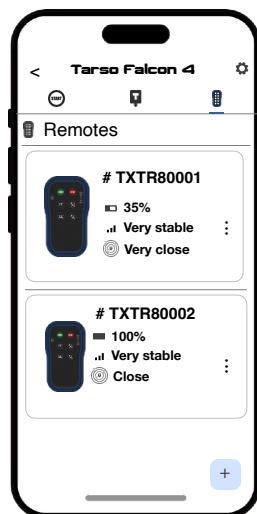 < Tarso Falcon 4
START
T
Remotes
# TXTR80001
35%
Very stable
Very close
# TXTR80002
100%
Very stable
Close
+